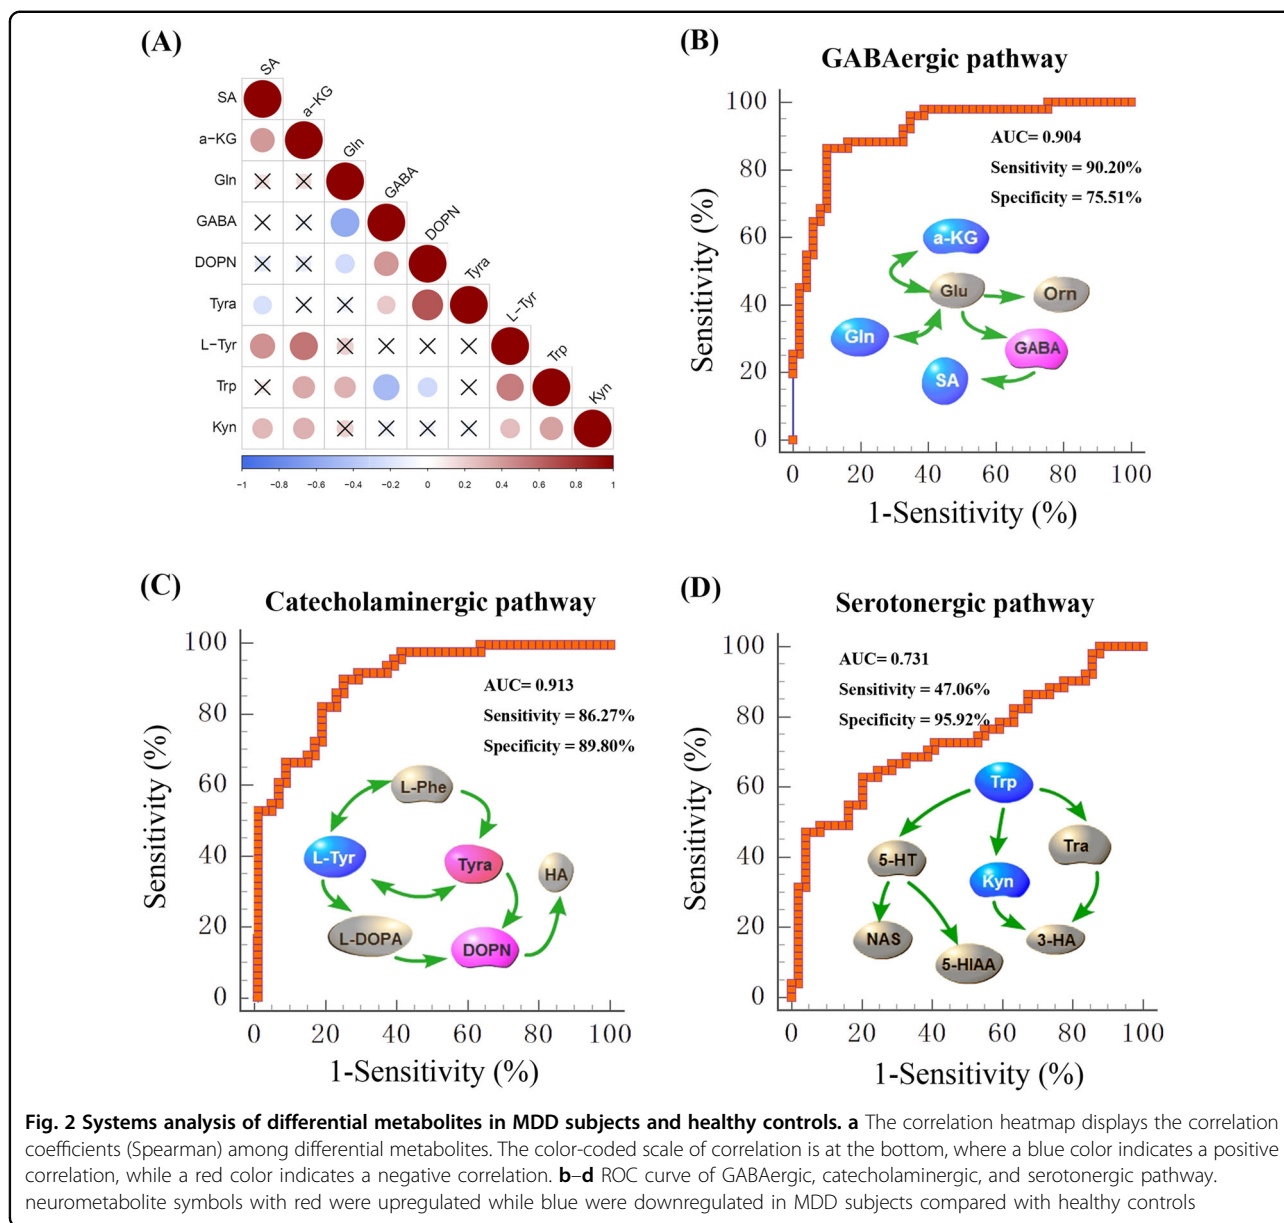 (A)
SA
a-KG
Gln
GABA
DOPN
Tyra
L-Tyr
Trp
Kyn
SA
a-KG
Gln
GABA
DOPN
Tyra
L-Tyr
Trp
Kyn
-1 -0.8 -0.6 -0.4 -0.2 0 0.2 0.4 0.6 0.8 1
(B)
GABAergic pathway
Sensitivity (%)
100
80
60
40
20
0
AUC= 0.904
Sensitivity = 90.20%
Specificity = 75.51%
a-KG
Glu
Orn
Gln
GABA
SA
0 20 40 60 80 100
1-Sensitivity (%)
(C)
Catecholaminergic pathway
Sensitivity (%)
100
80
60
40
20
0
AUC= 0.913
Sensitivity = 86.27%
Specificity = 89.80%
L-Phe
L-Tyr
Tyra
HA
L-DOPA
DOPN
0 20 40 60 80 100
1-Sensitivity (%)
(D)
Serotonergic pathway
Sensitivity (%)
100
80
60
40
20
0
AUC= 0.731
Sensitivity = 47.06%
Specificity = 95.92%
Trp
5-HT
Tra
Kyn
NAS
3-HA
5-HIAA
0 20 40 60 80 100
1-Sensitivity (%)
Fig. 2 Systems analysis of differential metabolites in MDD subjects and healthy controls. a The correlation heatmap displays the correlation
coefficients (Spearman) among differential metabolites. The color-coded scale of correlation is at the bottom, where a blue color indicates a positive
correlation, while a red color indicates a negative correlation. b–d ROC curve of GABAergic, catecholaminergic, and serotonergic pathway.
neurometabolite symbols with red were upregulated while blue were downregulated in MDD subjects compared with healthy controls